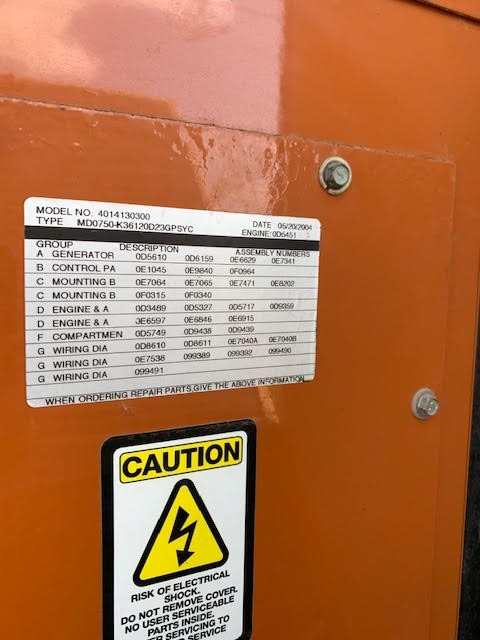 MODEL NO. 4014130300 DATE 05/20/2004
TYPE MD0750-K36120D23GPSYC ENGINE: 0D5451
GROUP DESCRIPTION ASSEMBLY NUMBERS
A GENERATOR 0D5610 0D6159 0E6629 0E7341
B CONTROL PA 0E1045 0E9840 0F0964
C MOUNTING B 0E7064 0E7065 0E7471 0E8202
C MOUNTING B 0F0315 0F0340
D ENGINE & A 0D3489 0D5327 0D5717 0D9359
D ENGINE & A 3E6597 0E6846 0E6915
F COMPARTMEN 0D5749 0D9438 0D9439
G WIRING DIA 0D8610 0D8611 0E7040A 0E7040B
G WIRING DIA 0E7538 099389 099392 099490
G WIRING DIA 099491
WHEN ORDERING REPAIR PARTS,GIVE THE ABOVE INFORMATION
CAUTION
RISK OF ELECTRICAL
SHOCK.
DO NOT REMOVE COVER.
NO USER SERVICEABLE
PARTS INSIDE.
SERVICING TO
SERVICE